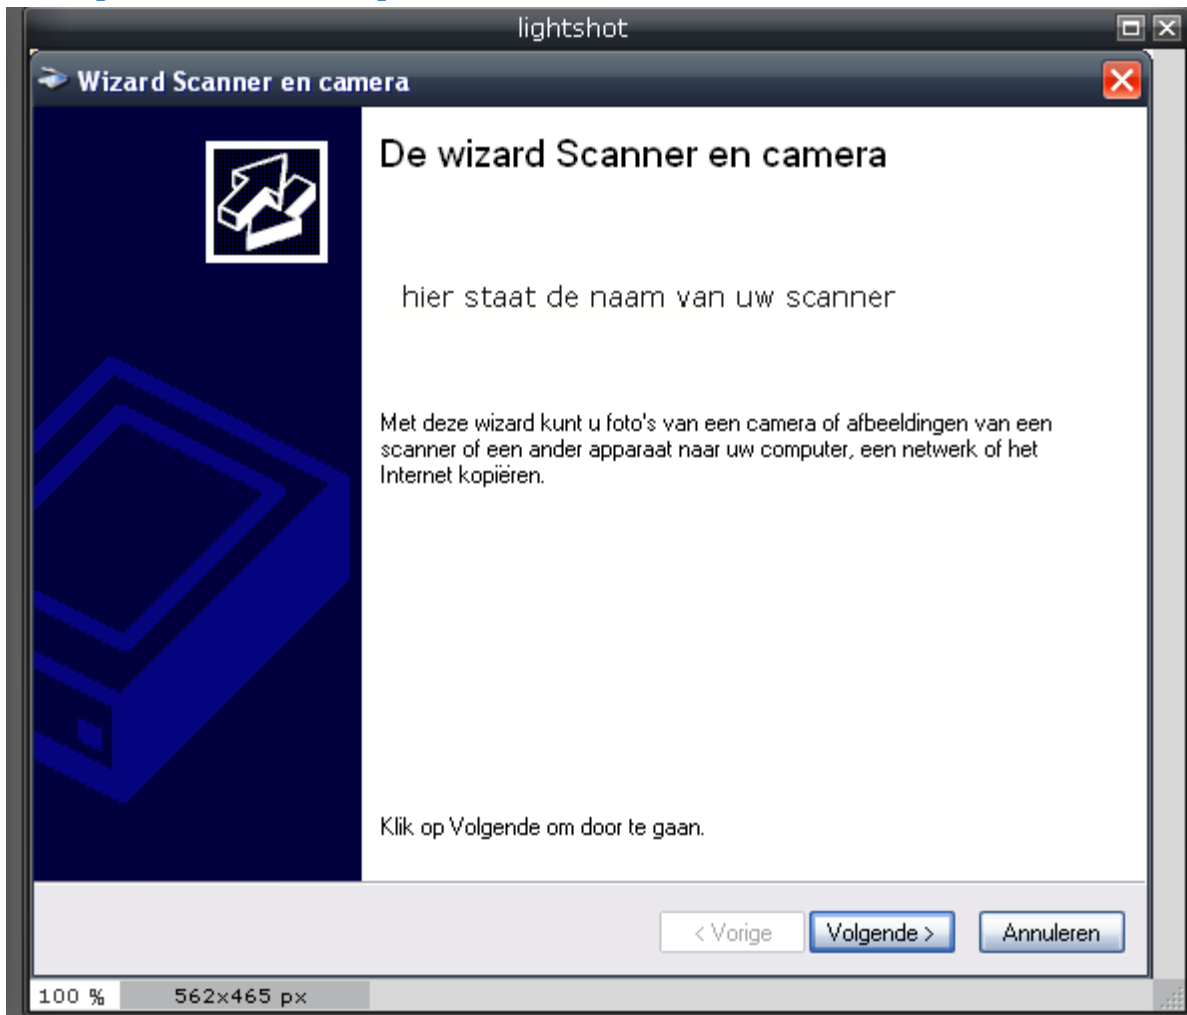 lightshot
Wizard Scanner en camera
De wizard Scanner en camera
hier staat de naam van uw scanner
Met deze wizard kunt u foto's van een camera of afbeeldingen van een
scanner of een ander apparaat naar uw computer, een netwerk of het
Internet kopiëren.
Klik op Volgende om door te gaan.
< Vorige Volgende > Annuleren
100 % 562x465 px